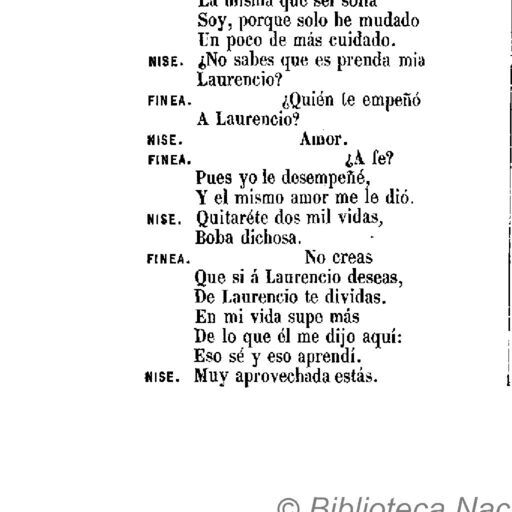 La misma que ser solía
Soy, porque solo he mudado
Un poco de más cuidado.
NISE. ¿No sabes que es prenda mia
Laurencio?
FINEA. ¿Quién te empeñó
A Laurencio?
NISE. Amor.
FINEA. ¿A fe?
Pues yo le desempeñé,
Y el mismo amor me le dió.
NISE. Quitaréte dos mil vidas,
Boba dichosa.
FINEA. No creas
Que si á Laurencio deseas,
De Laurencio te dividas.
En mi vida supe más
De lo que él me dijo aquí:
Eso sé y eso aprendí.
NISE. Muy aprovechada estás.
© Biblioteca Nac